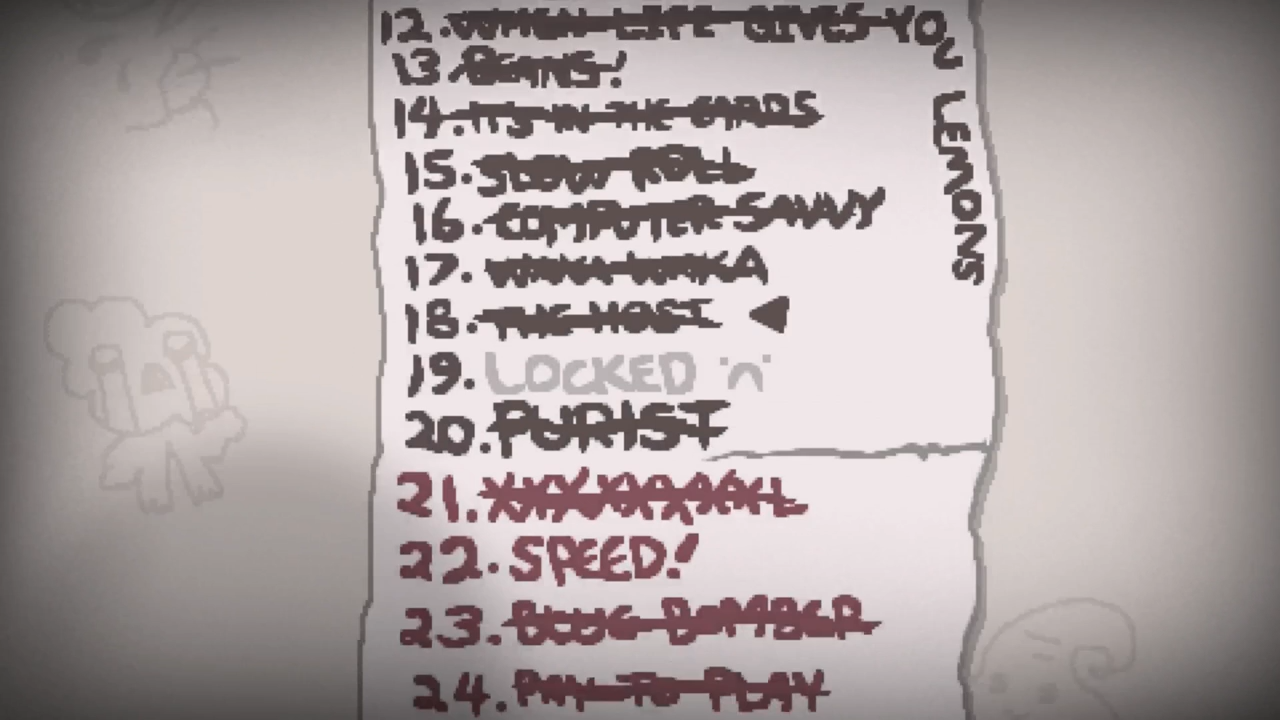 12. WHEN LIFE GIVES YOU LEMONS
13 BEANS!
14. IT'S IN THE CARDS
15. SLOW ROLL
16. COMPUTER SAVVY
17. WAKA WAKA
18. THE HOST
19. LOCKED "n"
20. PURIST
21. XXXXXXXXL
22. SPEED!
23. BLUE BOMBER
24. PAY TO PLAY